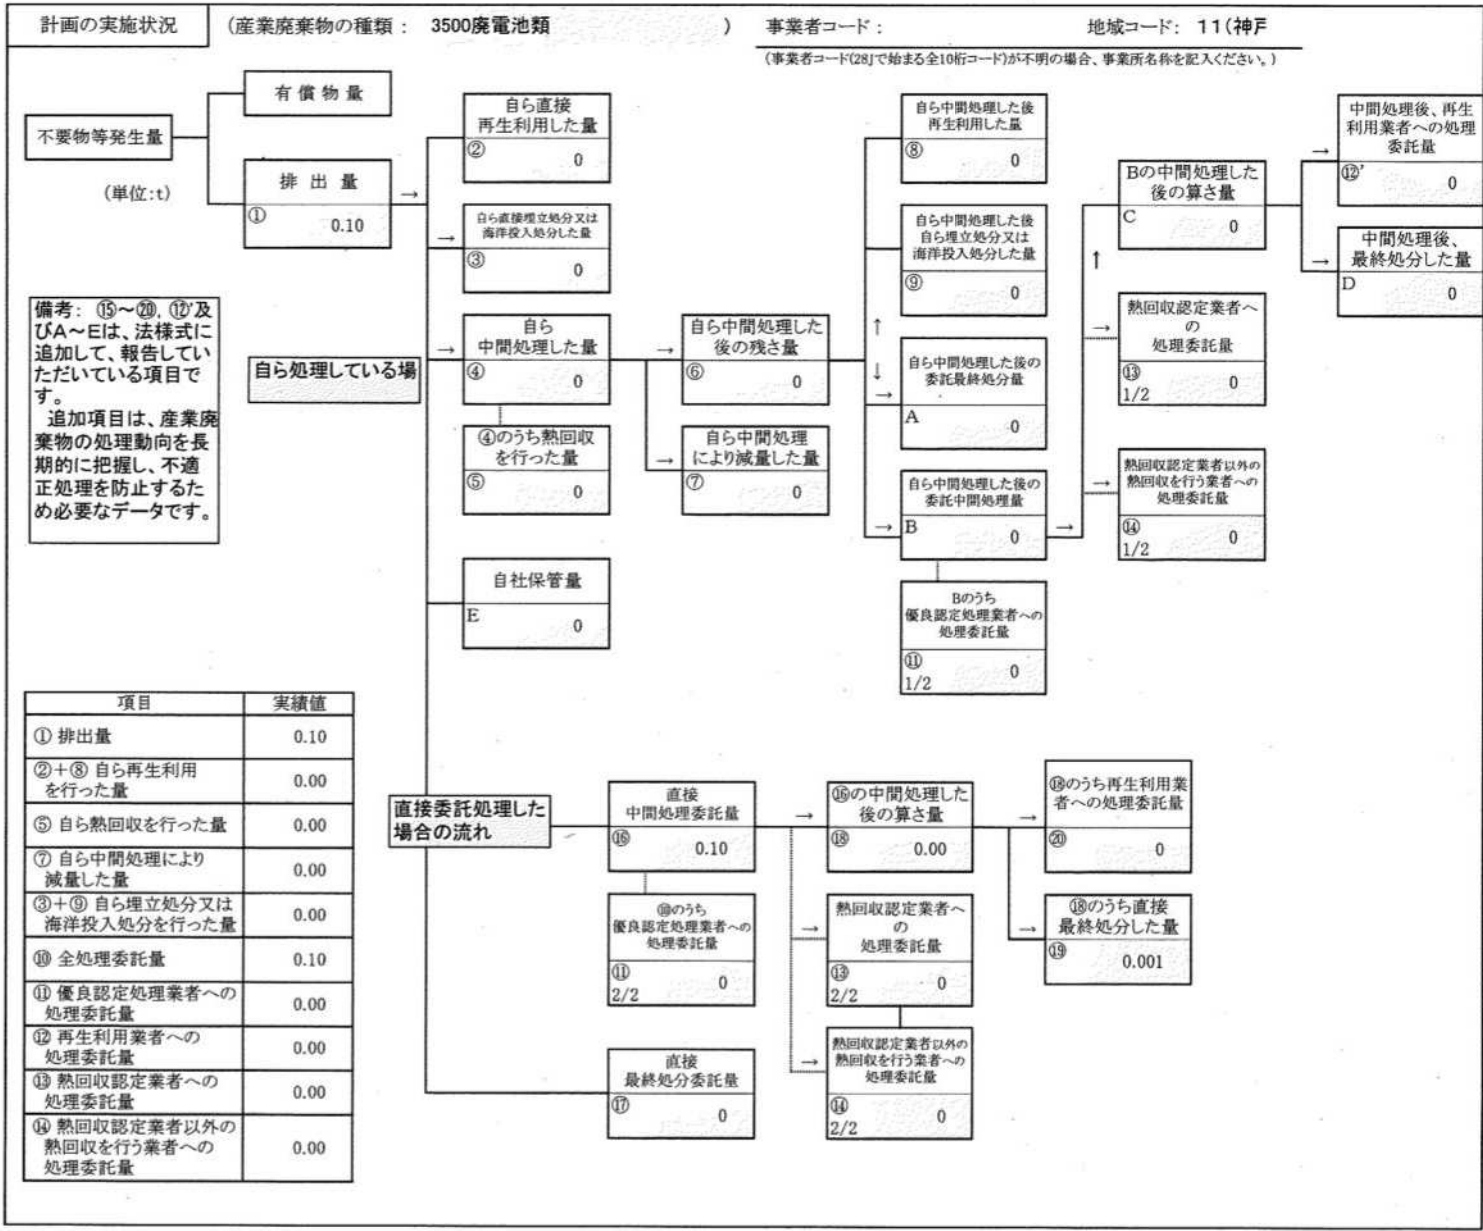 計画の実施状況
(産業廃棄物の種類： 3500廃電池類 )
事業者コード：
地域コード： 11(神戸
(事業者コード(28｣で始まる全10桁コード)が不明の場合、事業所名称を記入ください。)
不要物等発生量
(単位:t)
有償物量
排出量
① 0.10
→
自ら直接
再生利用した量
② 0
→
自ら直接埋立処分又は
海洋投入処分した量
③ 0
→
自ら
中間処理した量
④ 0
④のうち熱回収
を行った量
⑤ 0
自社保管量
E 0
備考： ⑮～⑳, ⑫'及
びA～Eは、法様式に
追加して、報告してい
ただいている項目で
す。
追加項目は、産業廃
棄物の処理動向を長
期的に把握し、不適
正処理を防止するた
め必要なデータです。
自ら処理している場
→
自ら中間処理した
後の残さ量
⑥ 0
→
自ら中間処理
により減量した量
⑦ 0
自ら中間処理した後
再生利用した量
⑧ 0
自ら中間処理した後
自ら埋立処分又は
海洋投入処分した量
⑨ 0
↑
↓
→
自ら中間処理した後の
委託最終処分量
A 0
→
自ら中間処理した後の
委託中間処理量
B 0
Bのうち
優良認定処理業者への
処理委託量
⑪
1/2 0
→
↑
Bの中間処理した
後の算さ量
C 0
→
熱回収認定業者へ
の
処理委託量
⑬
1/2 0
→
熱回収認定業者以外の
熱回収を行う業者への
処理委託量
⑭
1/2 0
→
中間処理後、再生
利用業者への処理
委託量
⑫' 0
→
中間処理後、
最終処分した量
D 0
項目 実績値
① 排出量 0.10
②＋⑧ 自ら再生利用
を行った量 0.00
⑤ 自ら熱回収を行った量 0.00
⑦ 自ら中間処理により
減量した量 0.00
③＋⑨ 自ら埋立処分又は
海洋投入処分を行った量 0.00
⑩ 全処理委託量 0.10
⑪ 優良認定処理業者への
処理委託量 0.00
⑫ 再生利用業者への
処理委託量 0.00
⑬ 熱回収認定業者への
処理委託量 0.00
⑭ 熱回収認定業者以外の
熱回収を行う業者への
処理委託量 0.00
直接委託処理した
場合の流れ
直接
中間処理委託量
⑯ 0.10
⑩のうち
優良認定処理業者への
処理委託量
⑪
2/2 0
直接
最終処分委託量
⑰ 0
→
⑯の中間処理した
後の算さ量
⑱ 0.00
→
熱回収認定業者へ
の
処理委託量
⑬
2/2 0
→
熱回収認定業者以外の
熱回収を行う業者への
処理委託量
⑭
2/2 0
→
⑱のうち再生利用業
者への処理委託量
⑳ 0
→
⑱のうち直接
最終処分した量
⑲ 0.001